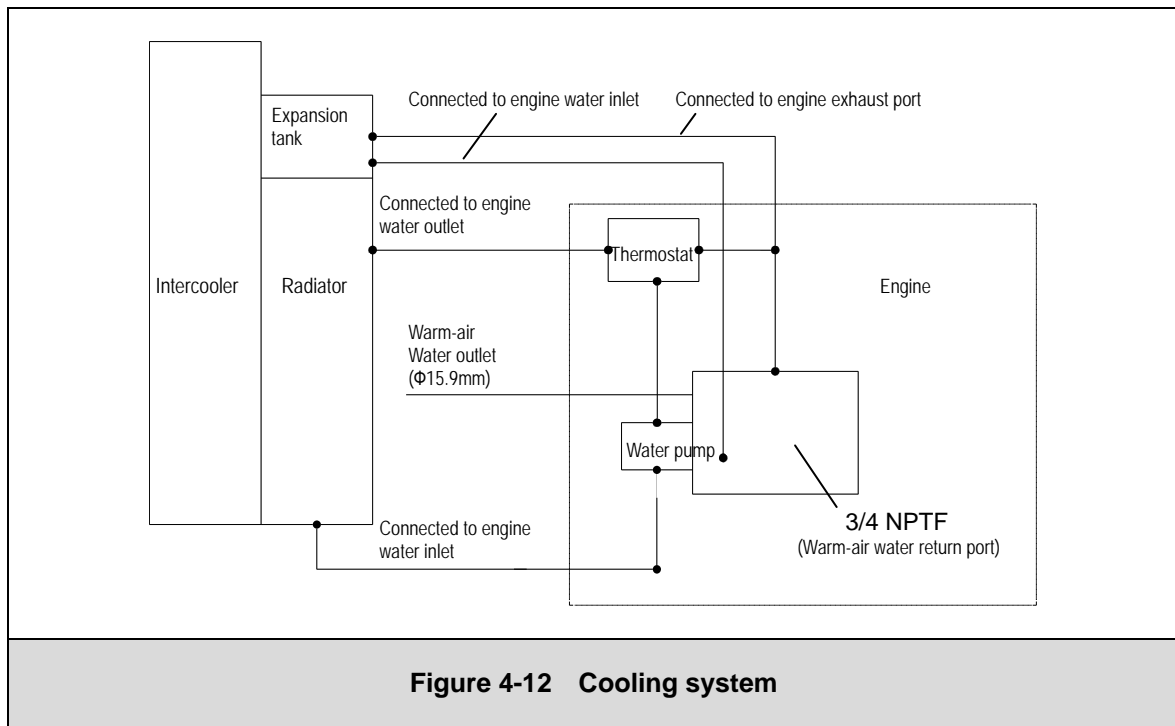 Connected to engine water inlet
Connected to engine exhaust port
Expansion
tank
Connected to engine
water outlet
Thermostat
Intercooler
Radiator
Engine
Warm-air
Water outlet
(Φ15.9mm)
Water pump
3/4 NPTF
(Warm-air water return port)
Connected to engine
water inlet
Figure 4-12 Cooling system